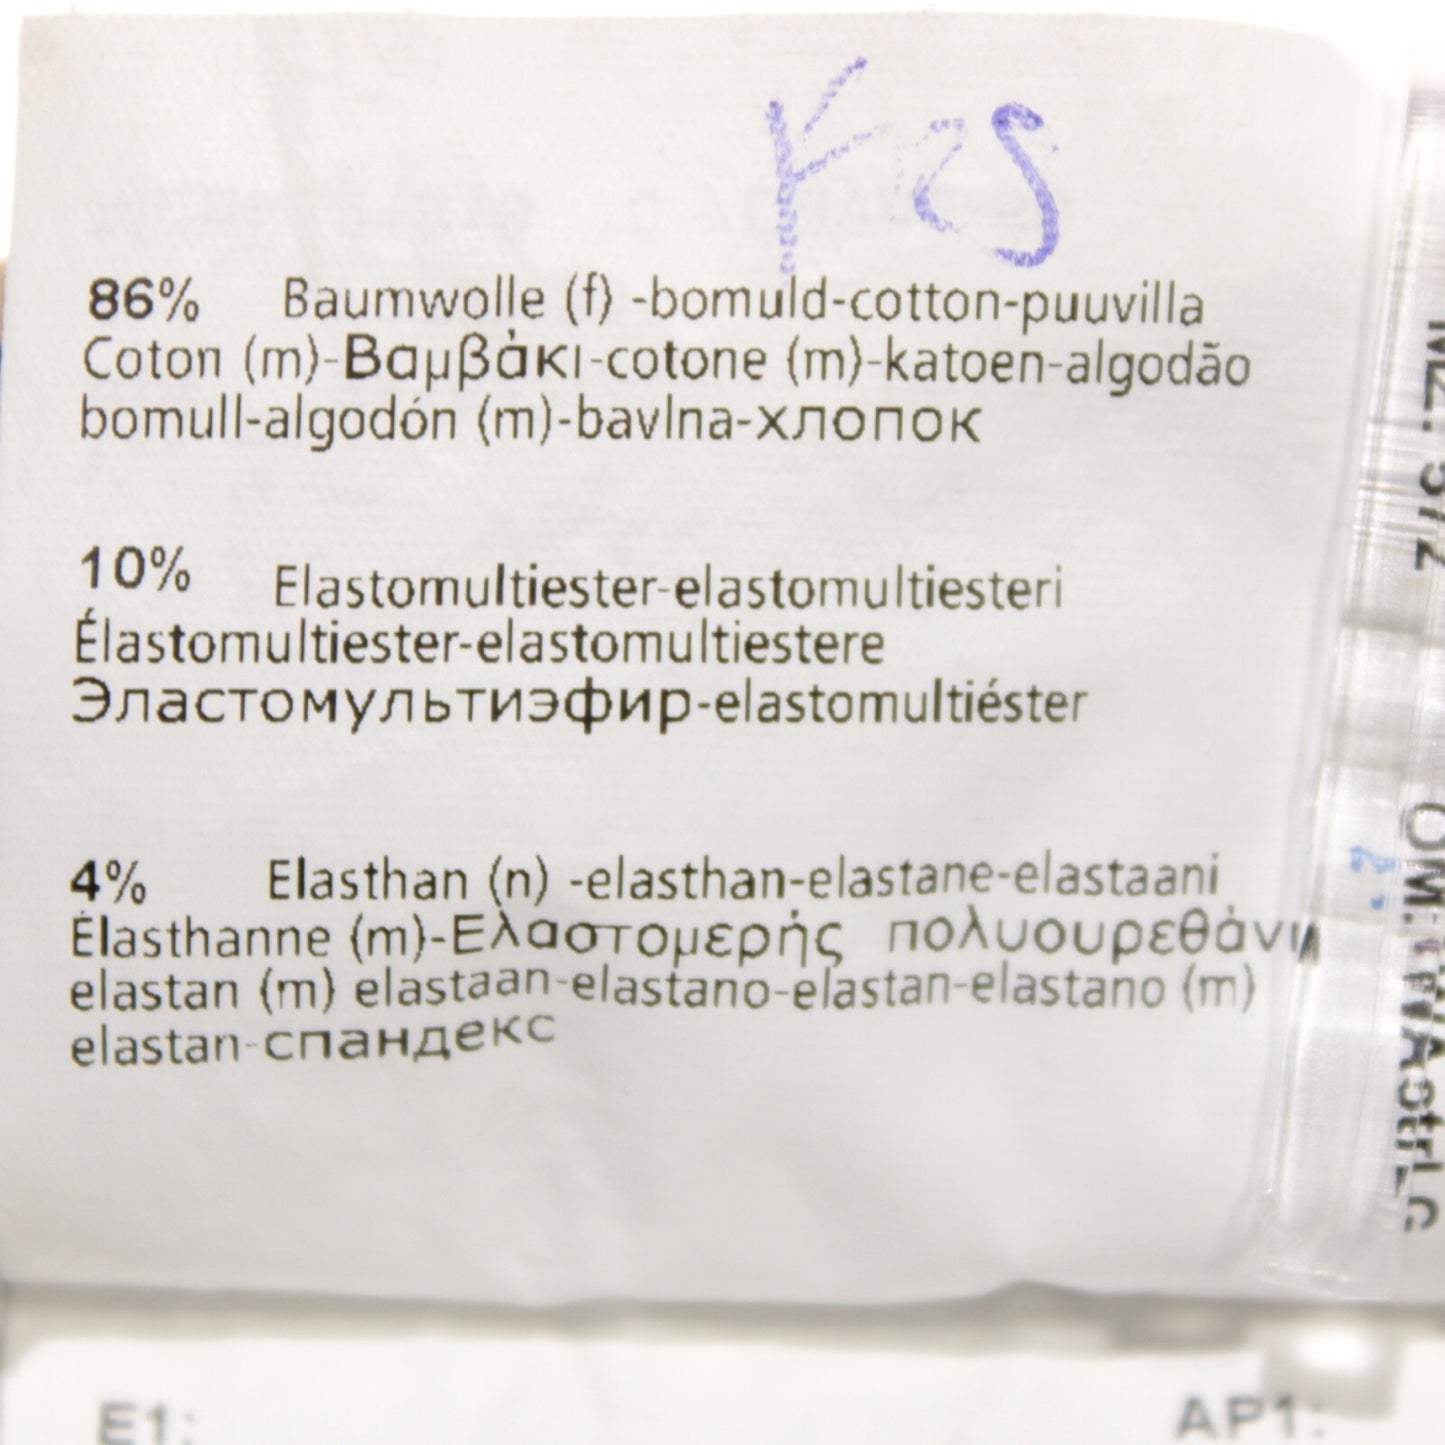 86% Baumwolle (f) -bomuld-cotton-puuvilla
Coton (m)-Βαμβάκι-cotone (m)-katoen-algodão
bomull-algodón (m)-bavlna-хлопок
10% Elastomultiester-elastomultiesteri
Élastomultiester-elastomultiestere
Эластомультиэфир-elastomultiéster
4% Elasthan (n) -elasthan-elastane-elastaani
Élasthanne (m)-Ελαστομερής πολυουρεθάνη
elastan (m) elastaan-elastano-elastan-elastano (m)
elastan-спандекс
E1:
AP1: